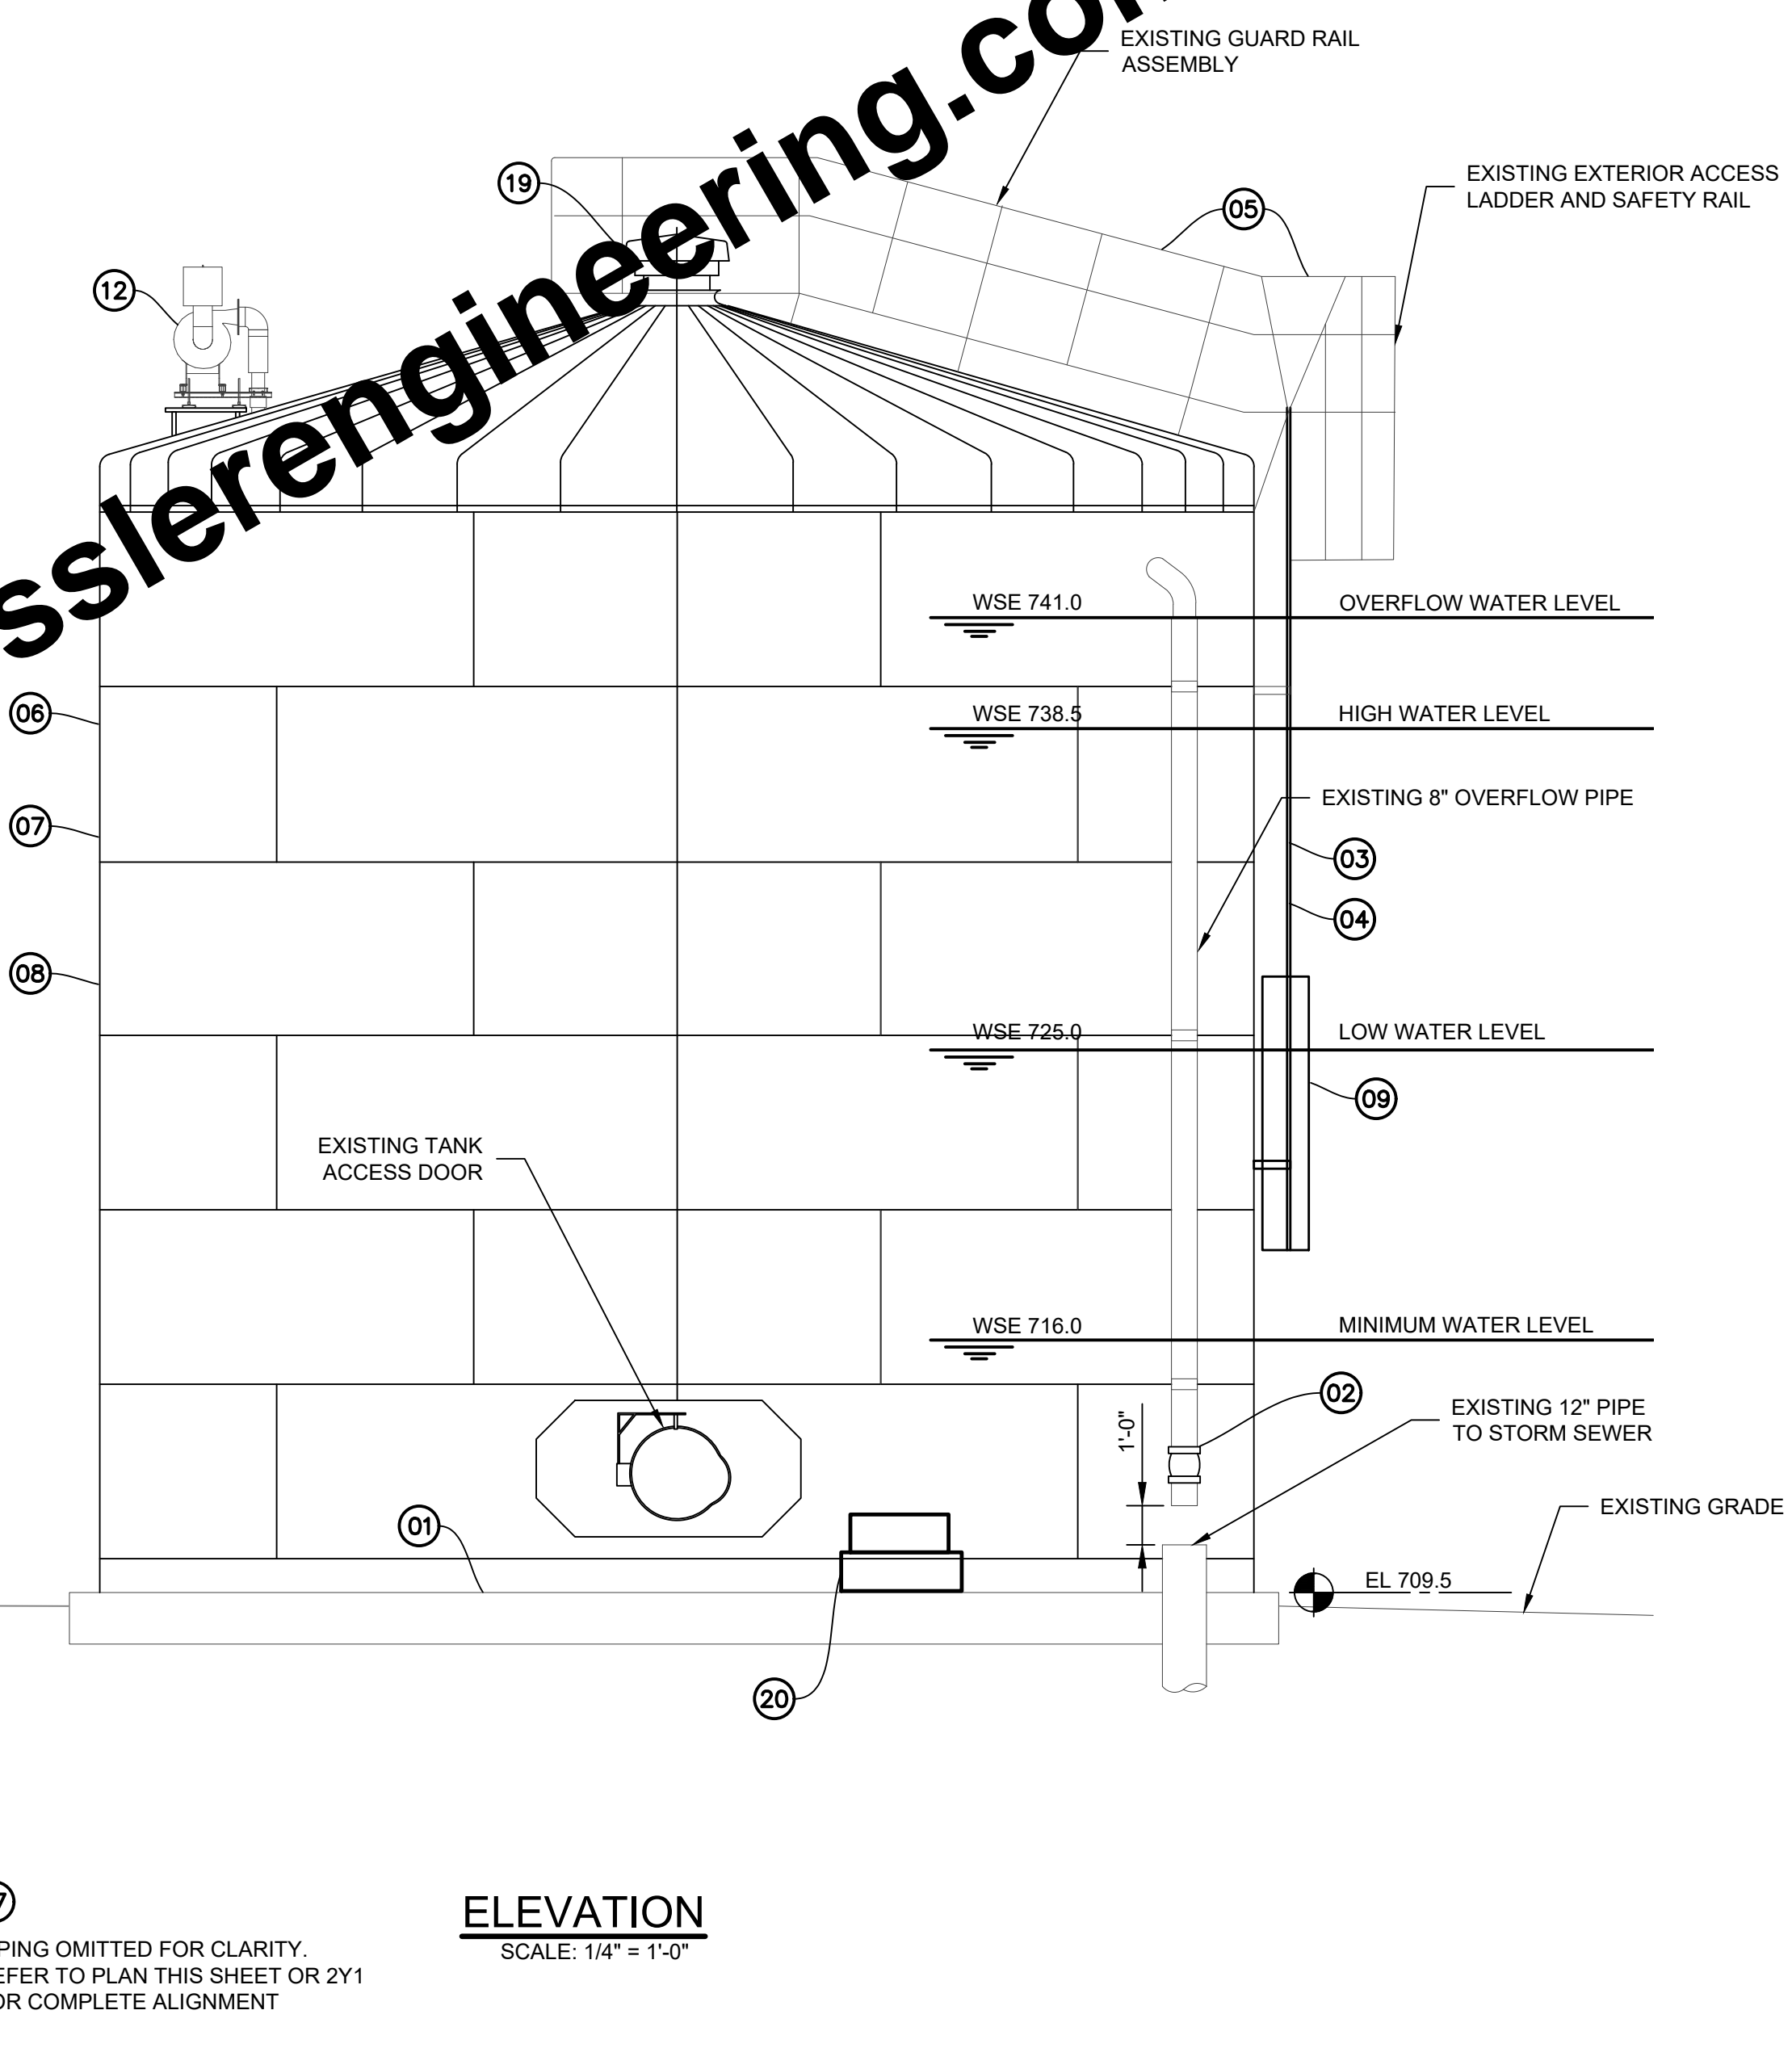 sslerengineering.com
EXISTING GUARD RAIL
ASSEMBLY
19
EXISTING EXTERIOR ACCESS
LADDER AND SAFETY RAIL
05
12
WSE 741.0
OVERFLOW WATER LEVEL
06
WSE 738.5
HIGH WATER LEVEL
EXISTING 8" OVERFLOW PIPE
07
03
04
08
WSE 725.0
LOW WATER LEVEL
09
EXISTING TANK
ACCESS DOOR
WSE 716.0
MINIMUM WATER LEVEL
02
1'-0"
EXISTING 12" PIPE
TO STORM SEWER
01
EXISTING GRADE
EL 709.5
20
7
ELEVATION
SCALE: 1/4" = 1'-0"
PING OMITTED FOR CLARITY.
EFER TO PLAN THIS SHEET OR 2Y1
OR COMPLETE ALIGNMENT